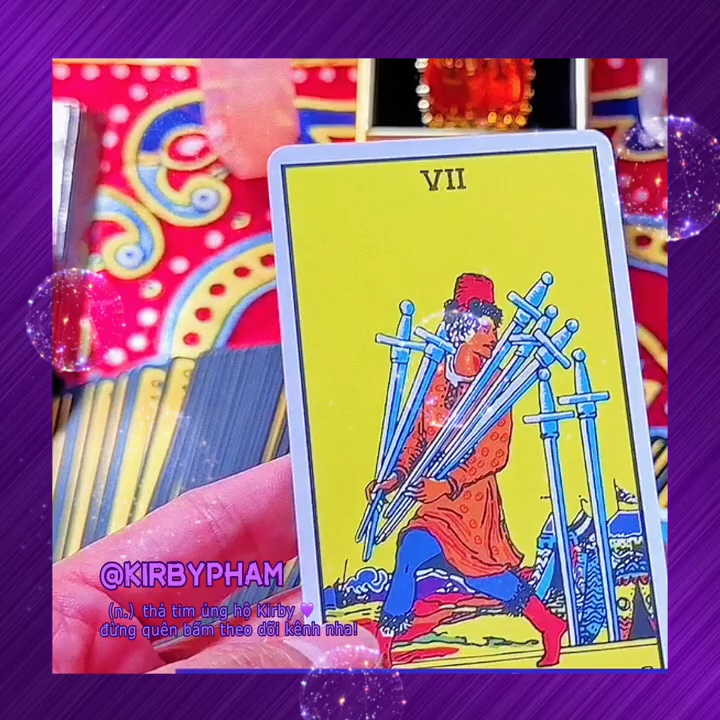 VII
@KIRBYPHAM
(n.) thả tim ủng hộ Kirby 💜
đừng quên bấm theo dõi kênh nha!